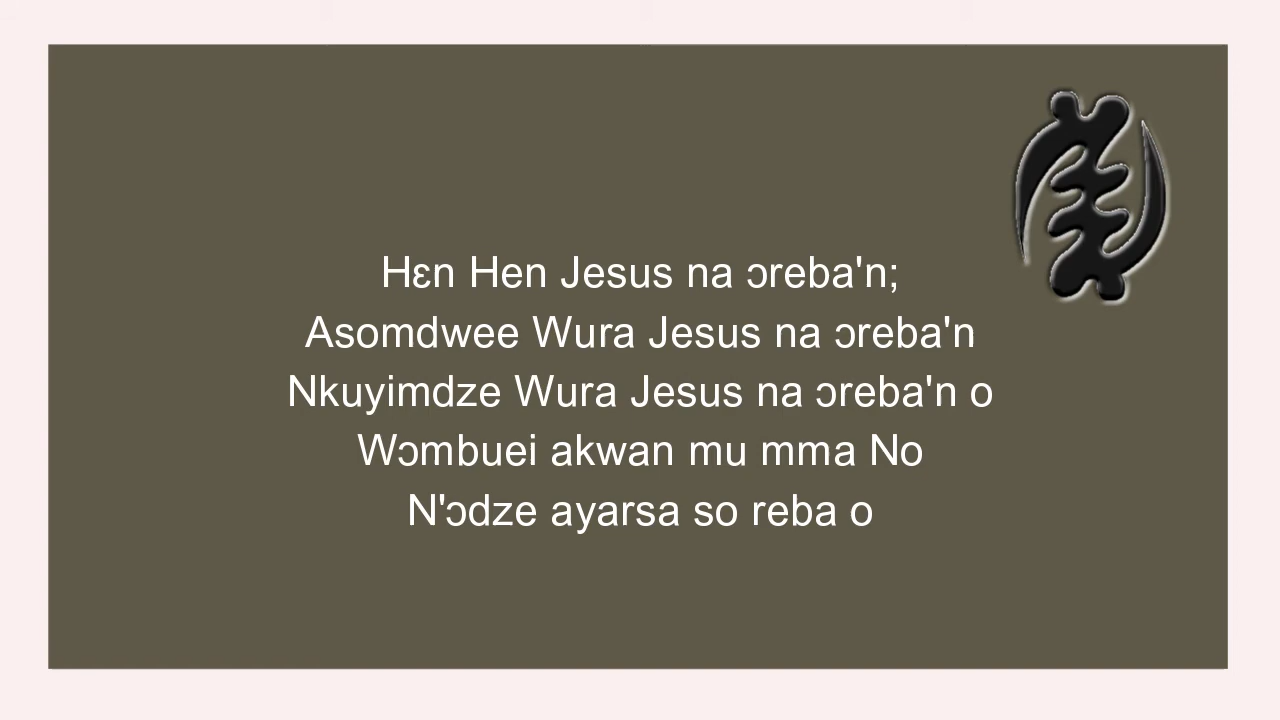 Hɛn Hen Jesus na ɔreba'n;
Asomdwee Wura Jesus na ɔreba'n
Nkuyimdze Wura Jesus na ɔreba'n o
Wɔmbuei akwan mu mma No
N'ɔdze ayarsa so reba o